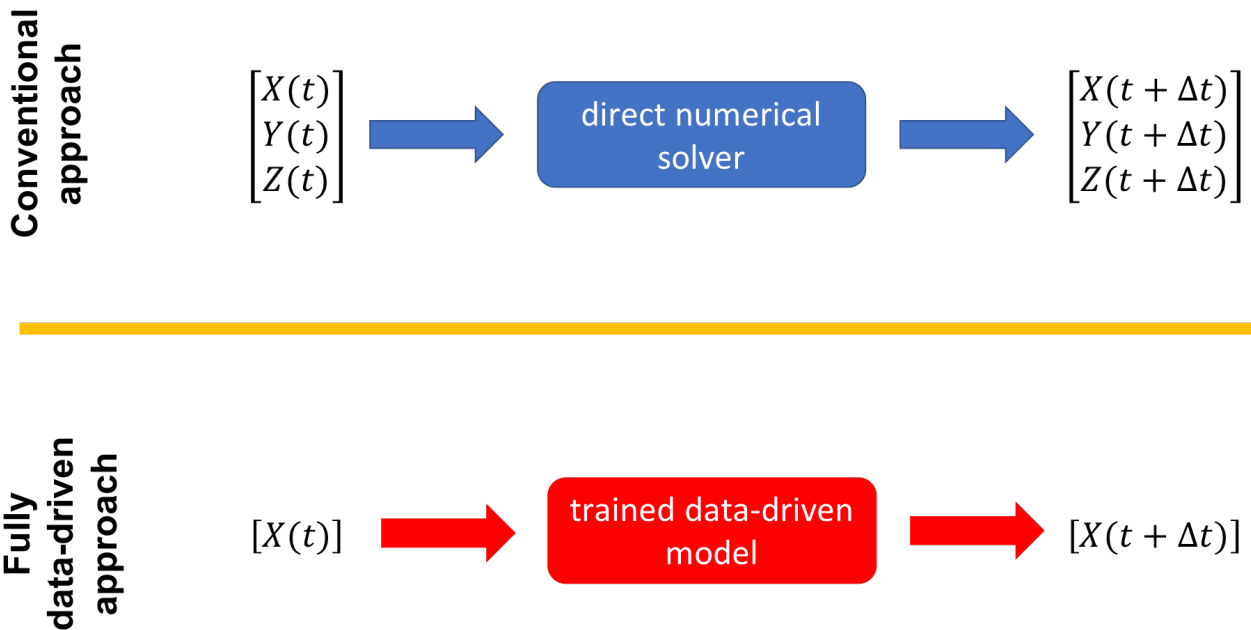 Conventional
approach
[X(t)
Y(t)
Z(t)]
direct numerical
solver
[X(t + Δt)
Y(t + Δt)
Z(t + Δt)]
Fully
data-driven
approach
[X(t)]
trained data-driven
model
[X(t + Δt)]